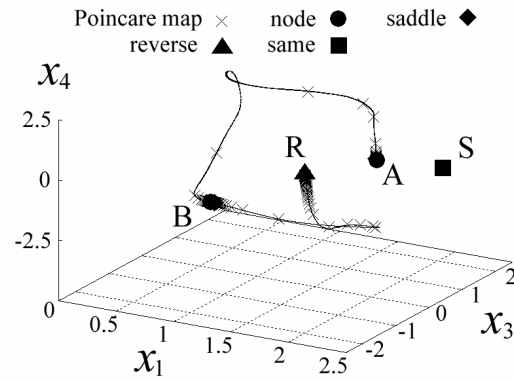 Poincare map × node ● saddle ◆
reverse ▲ same ■
x4
2.5
0
-2.5
R
A
S
B
0
0.5
1
1.5
2
2.5
x1
-2
-1
0
1
2
x3